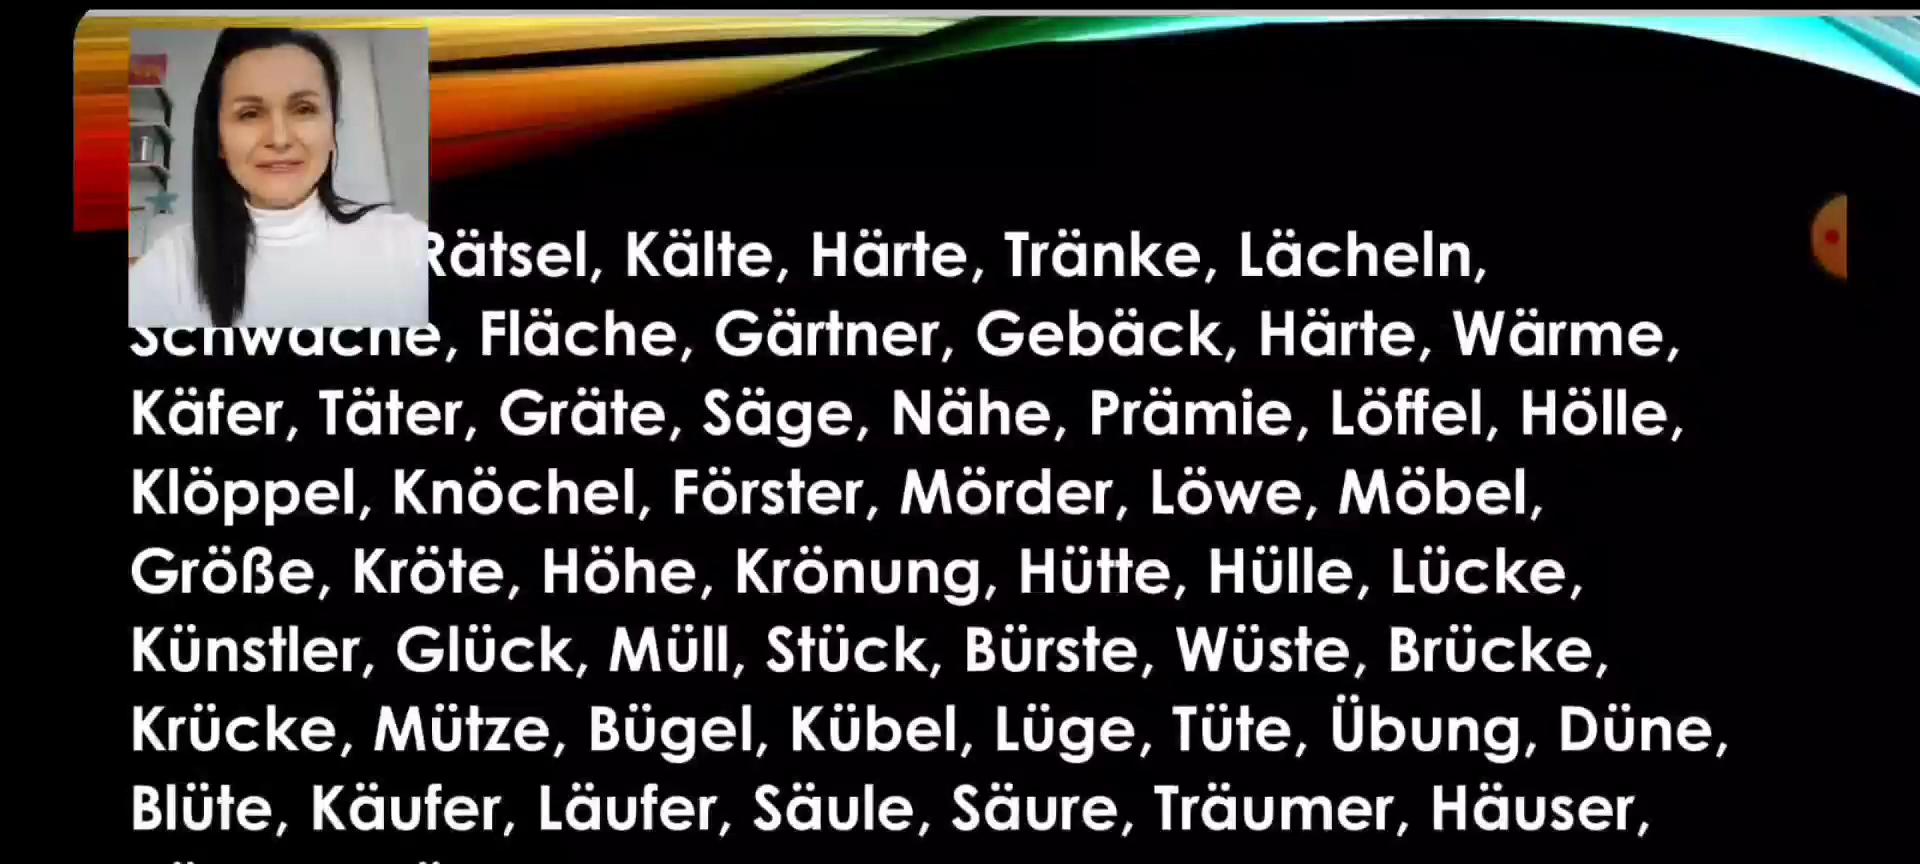 Rätsel, Kälte, Härte, Tränke, Lächeln,
Schwäche, Fläche, Gärtner, Gebäck, Härte, Wärme,
Käfer, Täter, Gräte, Säge, Nähe, Prämie, Löffel, Hölle,
Klöppel, Knöchel, Förster, Mörder, Löwe, Möbel,
Größe, Kröte, Höhe, Krönung, Hütte, Hülle, Lücke,
Künstler, Glück, Müll, Stück, Bürste, Wüste, Brücke,
Krücke, Mütze, Bügel, Kübel, Lüge, Tüte, Übung, Düne,
Blüte, Käufer, Läufer, Säule, Säure, Träumer, Häuser,